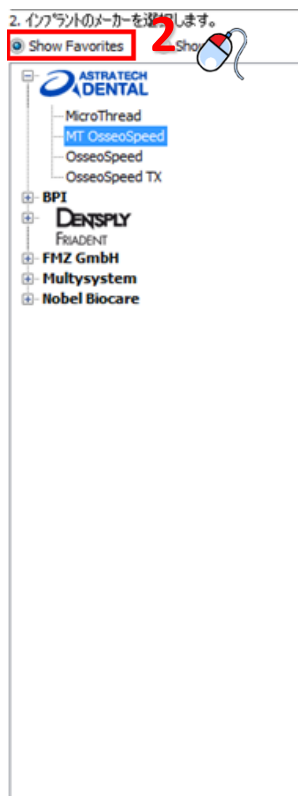 2. インプラントのメーカーを選択します。
Show Favorites
2
Sho
ASTRATECH
DENTAL
MicroThread
MT OsseoSpeed
OsseoSpeed
OsseoSpeed TX
BPI
DENTSPLY
FRIADENT
FMZ GmbH
Multysystem
Nobel Biocare